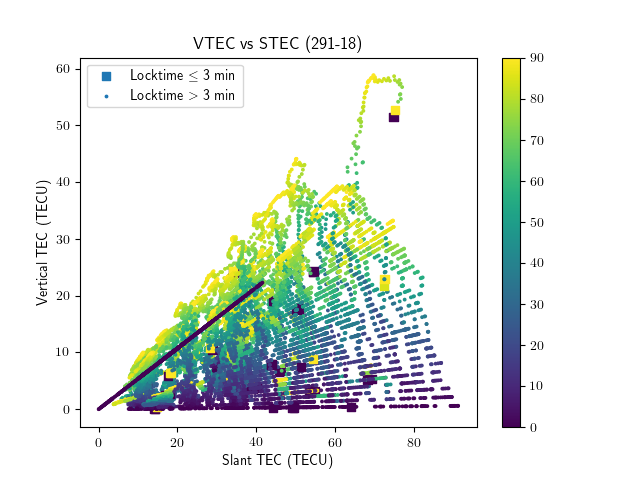 VTEC vs STEC (291-18)
Locktime ≤ 3 min
Locktime > 3 min
Vertical TEC (TECU)
60
50
40
30
20
10
0
0 20 40 60 80
Slant TEC (TECU)
90
80
70
60
50
40
30
20
10
0